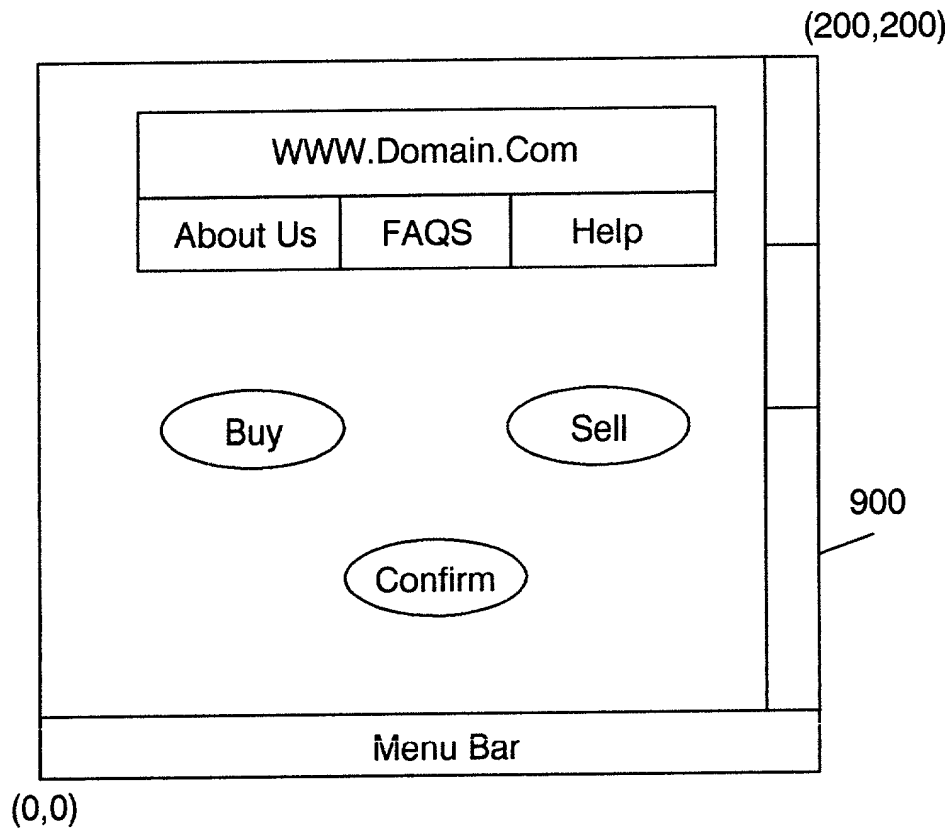 (200,200)
WWW.Domain.Com
About Us FAQS Help
Buy Sell
900
Confirm
Menu Bar
(0,0)